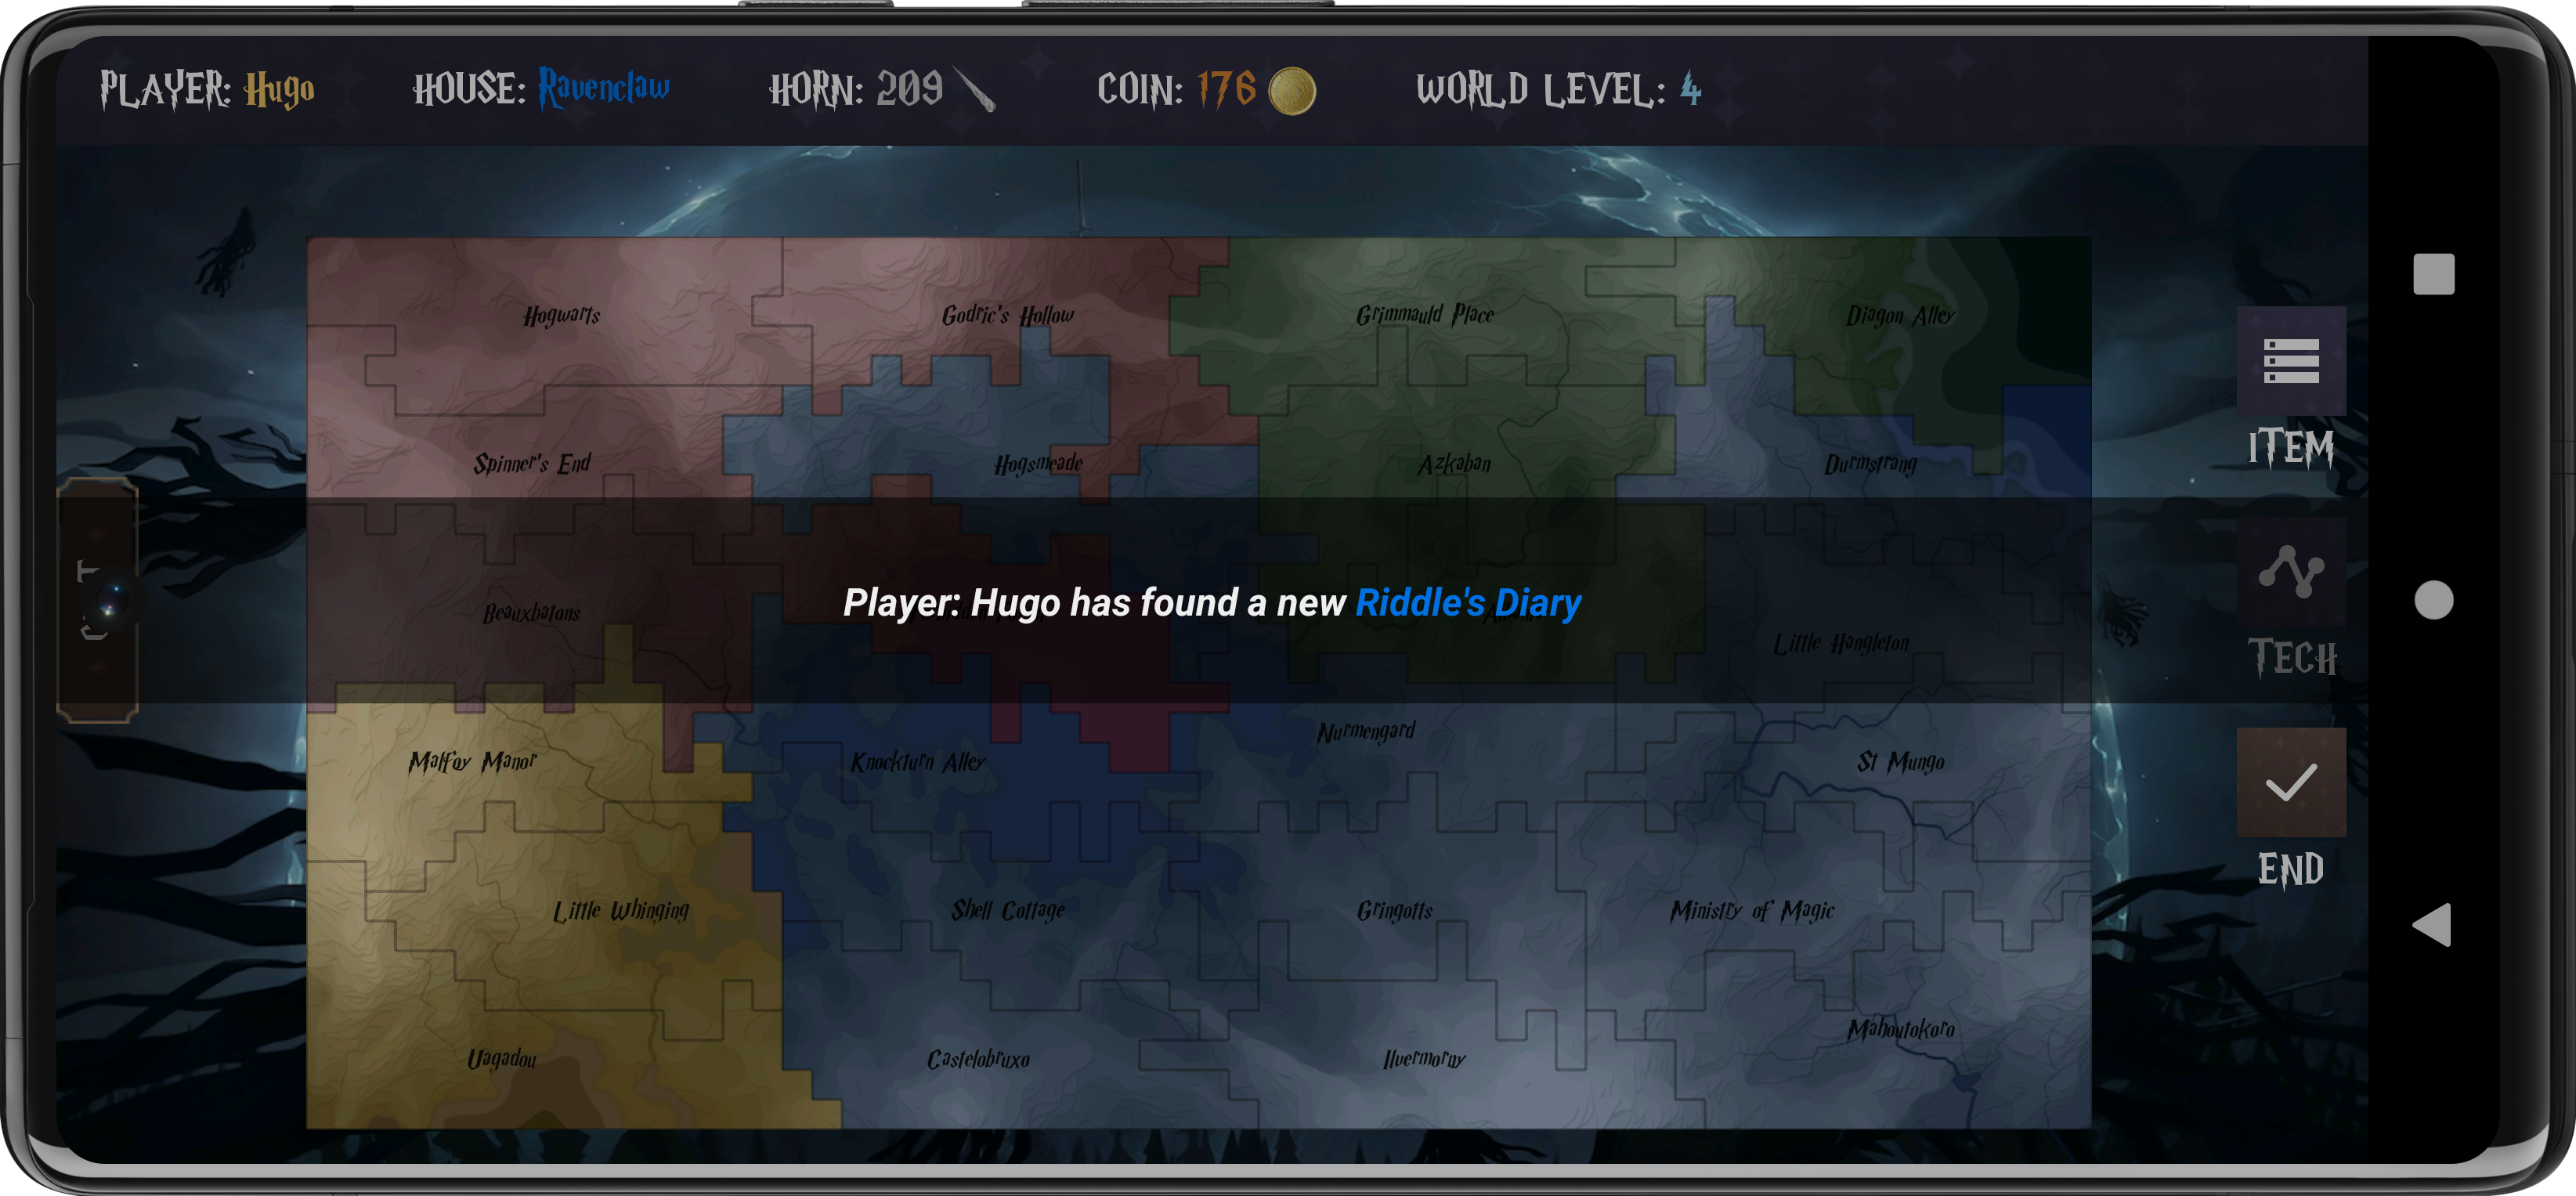 PLAYER: Hugo HOUSE: Ravenclaw HORN: 209 COIN: 176 WORLD LEVEL: 4
Hogwarts
Godric's Hollow
Grimmauld Place
Diagon Alley
ITEM
Spinner's End
Hogsmeade
Azkaban
Durmstrang
Beauxbatons
Player: Hugo has found a new Riddle's Diary
Little Hangleton
TECH
Malfoy Manor
Knockturn Alley
Nurmengard
St Mungo
END
Little Whinging
Shell Cottage
Gringotts
Ministry of Magic
Uagadou
Castelobruxo
Ilvermorny
Mahoutokoro